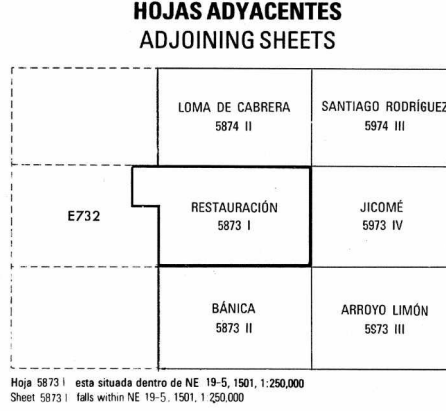 HOJAS ADYACENTES
ADJOINING SHEETS
LOMA DE CABRERA
5874 II
SANTIAGO RODRÍGUEZ
5974 III
E732
RESTAURACIÓN
5873 I
JICOMÉ
5973 IV
BÁNICA
5873 II
ARROYO LIMÓN
5973 III
Hoja 5873 I esta situada dentro de NE 19-5, 1501, 1:250,000
Sheet 5873 I falls within NE 19-5, 1501, 1:250,000